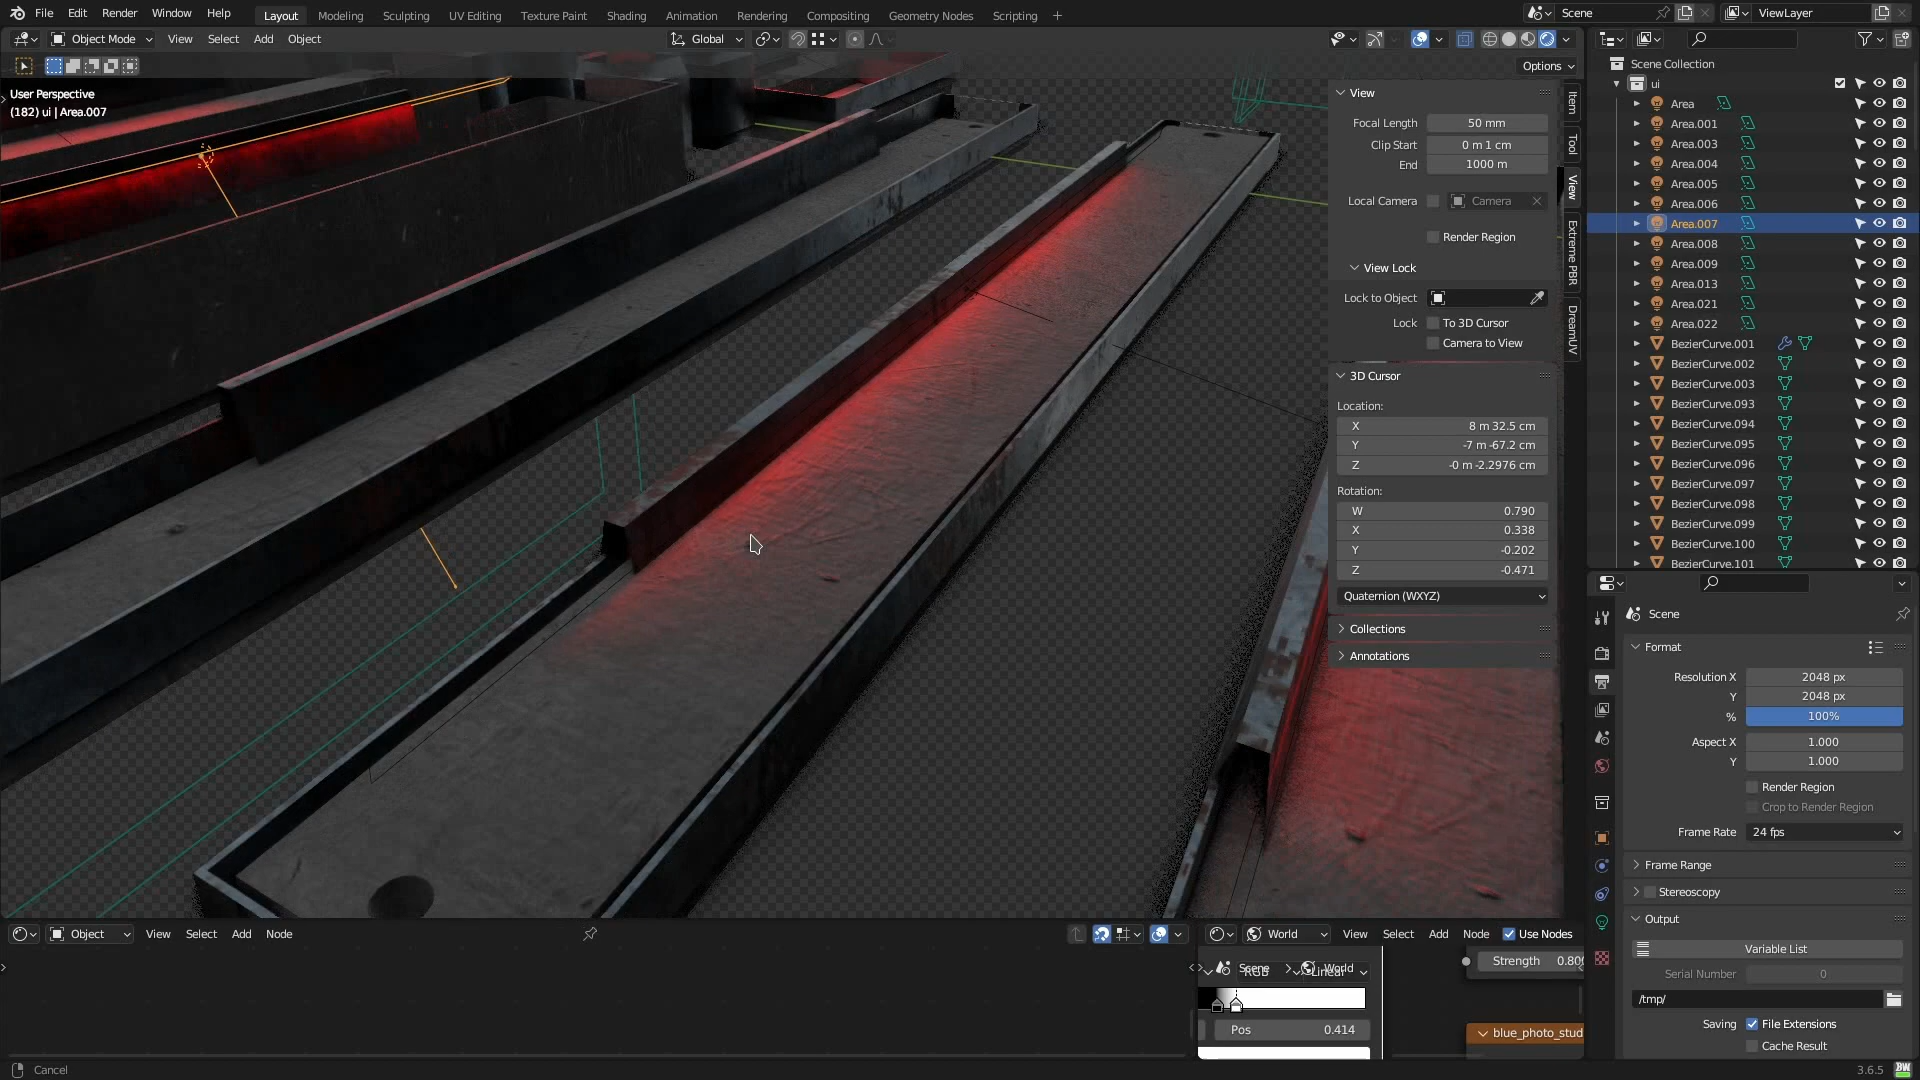 File Edit Render Window Help Layout Modeling Sculpting UV Editing Texture Paint Shading Animation Rendering Compositing Geometry Nodes Scripting + Scene ViewLayer
Object Mode View Select Add Object Global
Options
User Perspective
(182) ui | Area.007
View
Focal Length 50 mm
Clip Start 0 m 1 cm
End 1000 m
Local Camera Camera
Render Region
View Lock
Lock to Object
Lock To 3D Cursor
Camera to View
3D Cursor
Location:
X 8 m 32.5 cm
Y -7 m -67.2 cm
Z -0 m -2.2976 cm
Rotation:
W 0.790
X 0.338
Y -0.202
Z -0.471
Quaternion (WXYZ)
Collections
Annotations
Item
Tool
View
Extreme PBR
DreamUV
Scene Collection
ui
Area
Area.001
Area.003
Area.004
Area.005
Area.006
Area.007
Area.008
Area.009
Area.013
Area.021
Area.022
BezierCurve.001
BezierCurve.002
BezierCurve.003
BezierCurve.093
BezierCurve.094
BezierCurve.095
BezierCurve.096
BezierCurve.097
BezierCurve.098
BezierCurve.099
BezierCurve.100
BezierCurve.101
Scene
Format
Resolution X 2048 px
Y 2048 px
% 100%
Aspect X 1.000
Y 1.000
Render Region
Crop to Render Region
Frame Rate 24 fps
Frame Range
Stereoscopy
Output
Variable List
Serial Number 0
/tmp/
Saving File Extensions
Cache Result
Object View Select Add Node
World View Select Add Node Use Nodes
Scene World
RGB Linear
Pos 0.414
Strength 0.80
blue_photo_stud
Cancel
3.6.5 BW